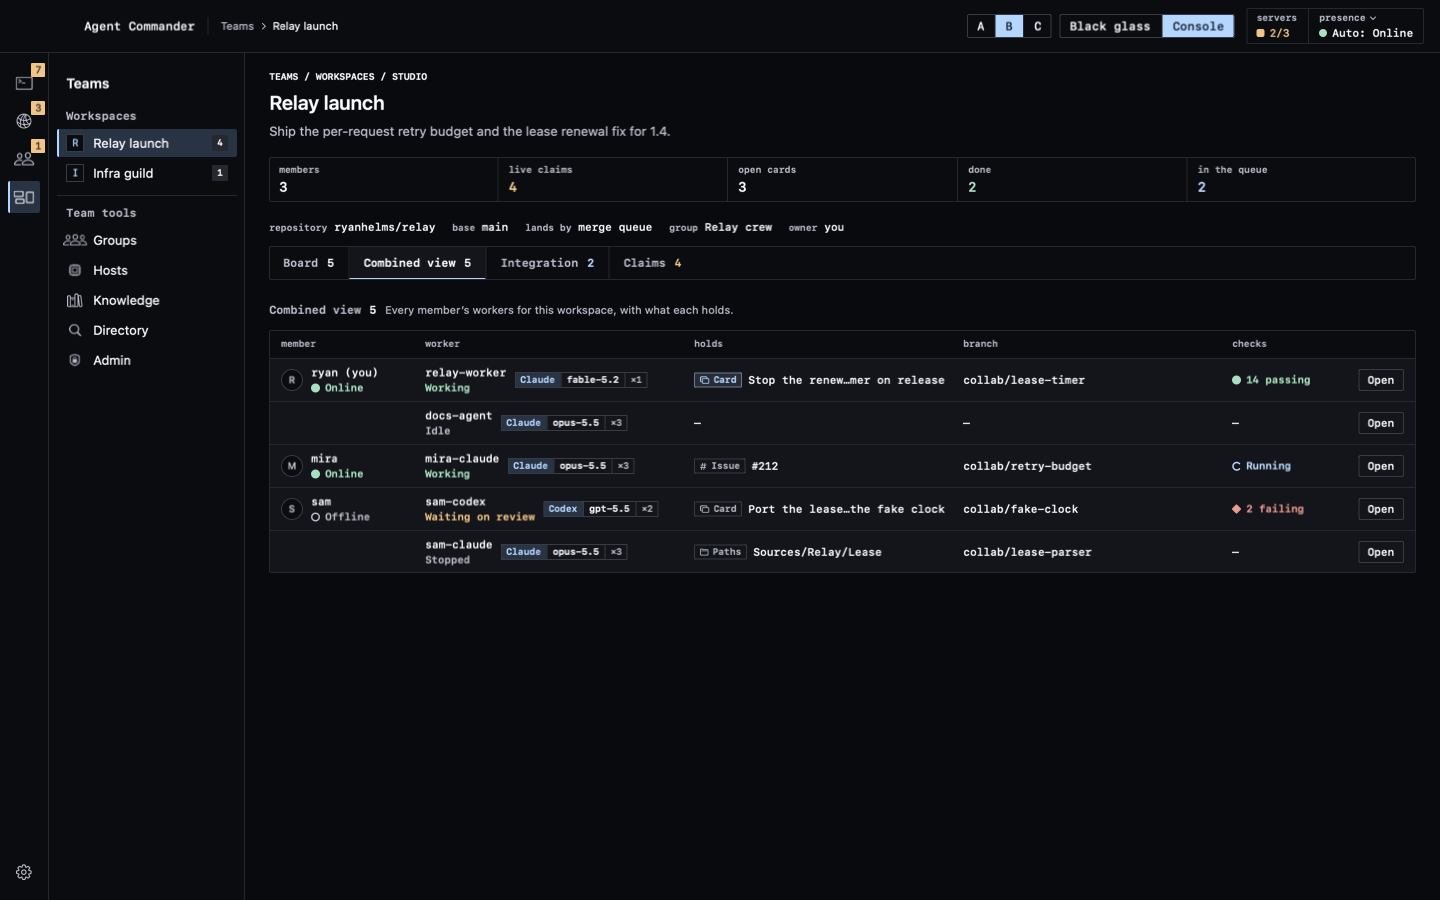 Agent Commander
Teams > Relay launch
A B C
Black glass Console
servers
2/3
presence
Auto: Online
7
3
1
Teams
Workspaces
R Relay launch 4
I Infra guild 1
Team tools
Groups
Hosts
Knowledge
Directory
Admin
TEAMS / WORKSPACES / STUDIO
Relay launch
Ship the per-request retry budget and the lease renewal fix for 1.4.
members
3
live claims
4
open cards
3
done
2
in the queue
2
repository ryanhelms/relay base main lands by merge queue group Relay crew owner you
Board 5 Combined view 5 Integration 2 Claims 4
Combined view 5 Every member's workers for this workspace, with what each holds.
member worker holds branch checks
R ryan (you)
Online
relay-worker
Working
Claude fable-5.2 ×1
Card Stop the renew…mer on release
collab/lease-timer
14 passing
Open
docs-agent
Idle
Claude opus-5.5 ×3
—
—
—
Open
M mira
Online
mira-claude
Working
Claude opus-5.5 ×3
# Issue #212
collab/retry-budget
Running
Open
S sam
Offline
sam-codex
Waiting on review
Codex gpt-5.5 ×2
Card Port the lease…the fake clock
collab/fake-clock
2 failing
Open
sam-claude
Stopped
Claude opus-5.5 ×3
Paths Sources/Relay/Lease
collab/lease-parser
—
Open